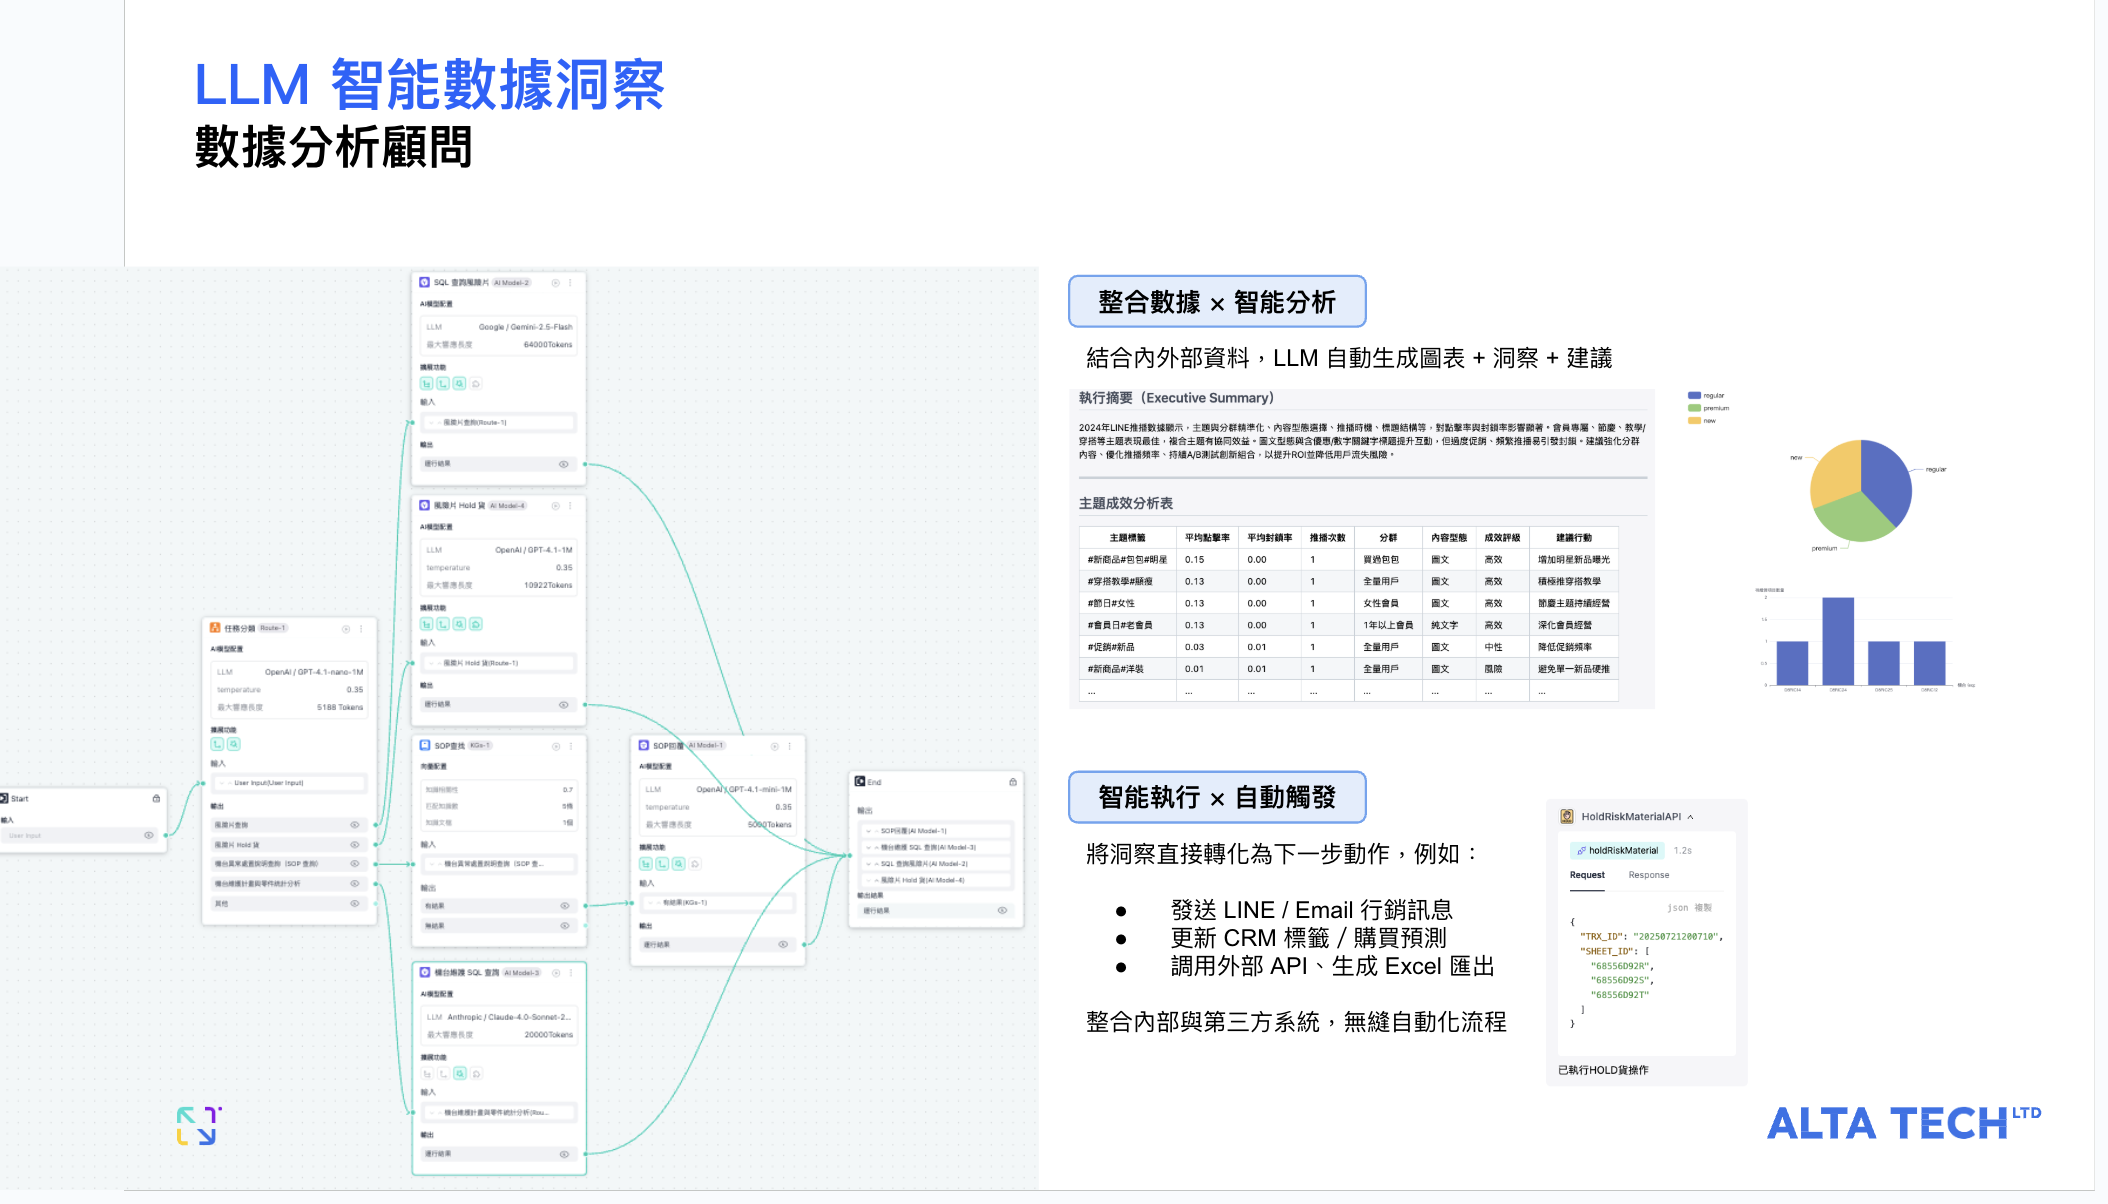 LLM 智能數據洞察
數據分析顧問
Start
輸入
User Input
任務分類 Route-1
AI模型配置
LLM OpenAI / GPT-4.1-nano-1M
temperature 0.35
最大響應長度 5188 Tokens
擴展功能
輸入
User Input(User Input)
輸出
風險片查詢
風險片 Hold 貨
機台異常處置說明查詢（SOP 查詢）
機台維護計畫與零件統計分析
其他
SQL 查詢風險片 AI Model-2
AI模型配置
LLM Google / Gemini-2.5-Flash
最大響應長度 64000Tokens
擴展功能
輸入
風險片查詢(Route-1)
輸出
運行結果
風險片 Hold 貨 AI Model-4
AI模型配置
LLM OpenAI / GPT-4.1-1M
temperature 0.35
最大響應長度 10922Tokens
擴展功能
輸入
風險片 Hold 貨(Route-1)
輸出
運行結果
SOP查找 KGs-1
向量配置
知識相關性 0.7
匹配知識數 5條
知識文檔 1個
輸入
機台異常處置說明查詢（SOP 查...
輸出
有結果
無結果
機台維護 SQL 查詢 AI Model-3
AI模型配置
LLM Anthropic / Claude-4.0-Sonnet-2...
最大響應長度 20000Tokens
擴展功能
輸入
機台維護計畫與零件統計分析(Rou...
輸出
運行結果
SOP回覆 AI Model-1
AI模型配置
LLM OpenAI / GPT-4.1-mini-1M
temperature 0.35
最大響應長度 5000Tokens
擴展功能
輸入
有結果(KGs-1)
輸出
運行結果
End
輸出
SOP回覆(AI Model-1)
機台維護 SQL 查詢(AI Model-3)
SQL 查詢風險片(AI Model-2)
風險片 Hold 貨(AI Model-4)
輸出結果
運行結果
整合數據 × 智能分析
結合內外部資料，LLM 自動生成圖表 + 洞察 + 建議
執行摘要（Executive Summary）
2024年LINE推播數據顯示，主題與分群精準化、內容型態選擇、推播時機、標題結構等，對點擊率與封鎖率影響顯著。會員專屬、節慶、教學/
穿搭等主題表現最佳，複合主題有協同效益。圖文型態與含優惠/數字關鍵字標題提升互動，但過度促銷、頻繁推播易引發封鎖。建議強化分群
內容、優化推播頻率、持續A/B測試創新組合，以提升ROI並降低用戶流失風險。
主題成效分析表
主題標籤 平均點擊率 平均封鎖率 推播次數 分群 內容型態 成效評級 建議行動
#新商品#包包#明星 0.15 0.00 1 買過包包 圖文 高效 增加明星新品曝光
#穿搭教學#顯瘦 0.13 0.00 1 全量用戶 圖文 高效 積極推穿搭教學
#節日#女性 0.13 0.00 1 女性會員 圖文 高效 節慶主題持續經營
#會員日#老會員 0.13 0.00 1 1年以上會員 純文字 高效 深化會員經營
#促銷#新品 0.03 0.01 1 全量用戶 圖文 中性 降低促銷頻率
#新商品#洋裝 0.01 0.01 1 全量用戶 圖文 風險 避免單一新品硬推
... ... ... ... ... ... ... ...
regular
premium
new
new
regular
premium
2
1.5
1
0.5
0
智能執行 × 自動觸發
將洞察直接轉化為下一步動作，例如：
● 發送 LINE / Email 行銷訊息
● 更新 CRM 標籤 / 購買預測
● 調用外部 API、生成 Excel 匯出
整合內部與第三方系統，無縫自動化流程
HoldRiskMaterialAPI
holdRiskMaterial 1.2s
Request Response
json 複製
{
"TRX_ID": "20250721200710",
"SHEET_ID": [
"68556D92R",
"68556D92S",
"68556D92T"
]
}
已執行HOLD貨操作
ALTA TECH LTD